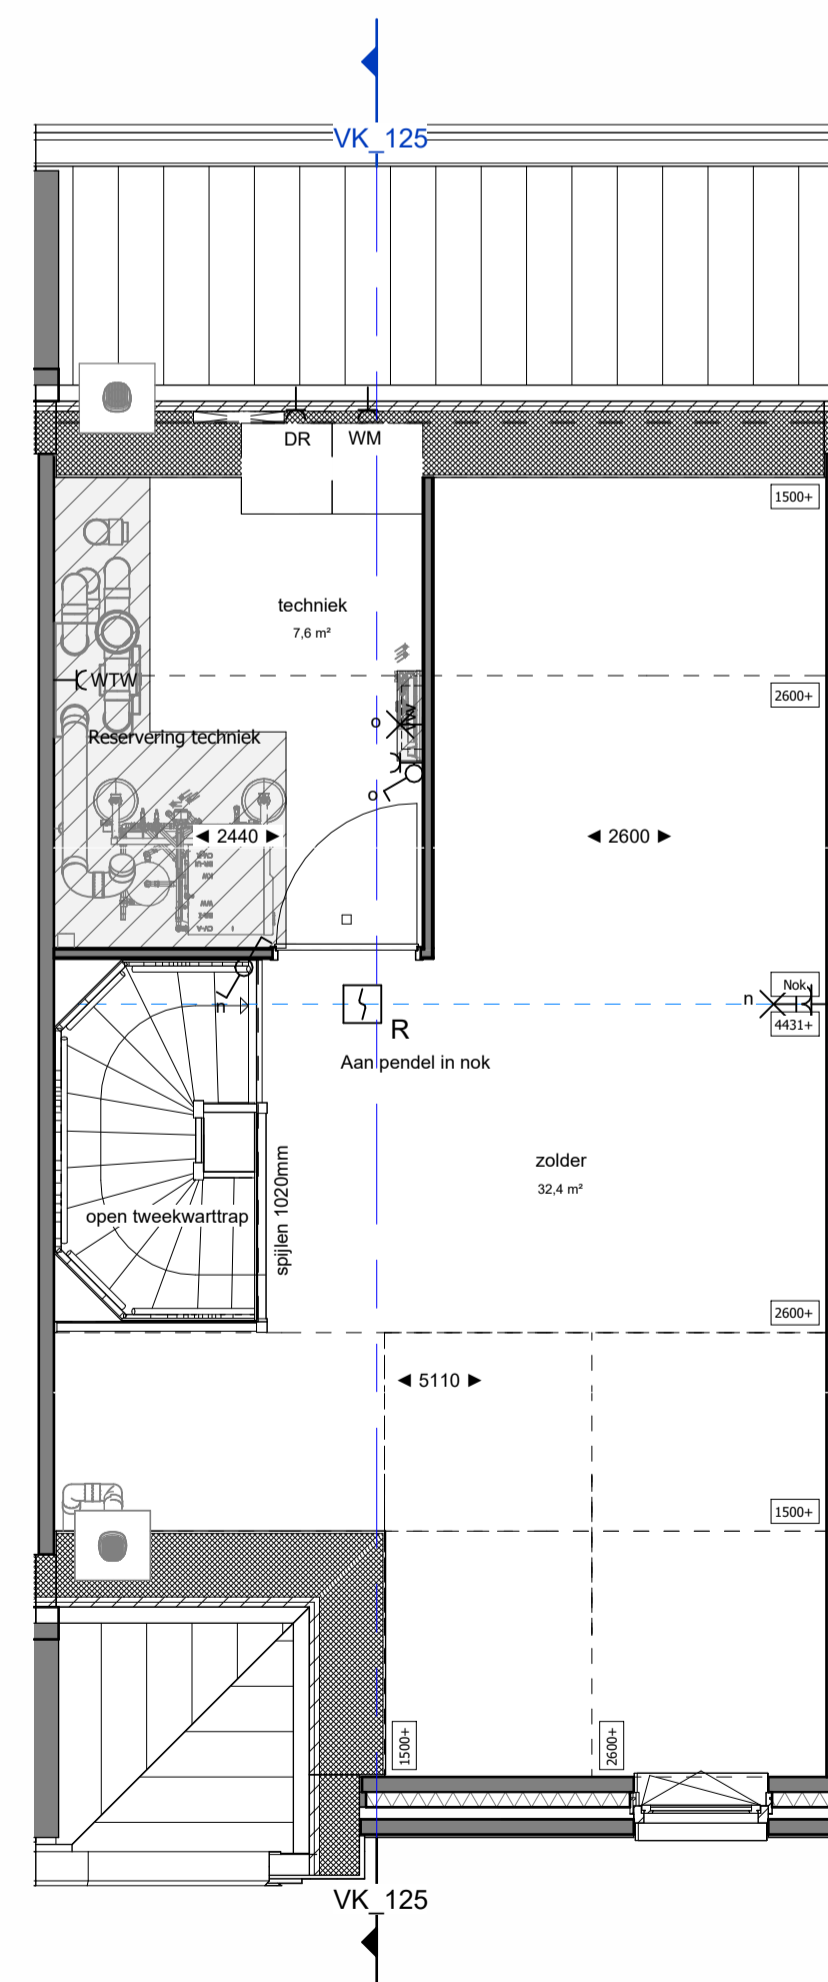 VK_125
DR
WM
1500+
techniek
7,6 m²
WTW
2600+
o
W
Reservering techniek
o
2440
2600
n
n
Nok
4431+
R
Aan pendel in nok
zolder
32,4 m²
open tweekwarttrap
spijlen 1020mm
2600+
5110
1500+
1500+
2600+
VK_125